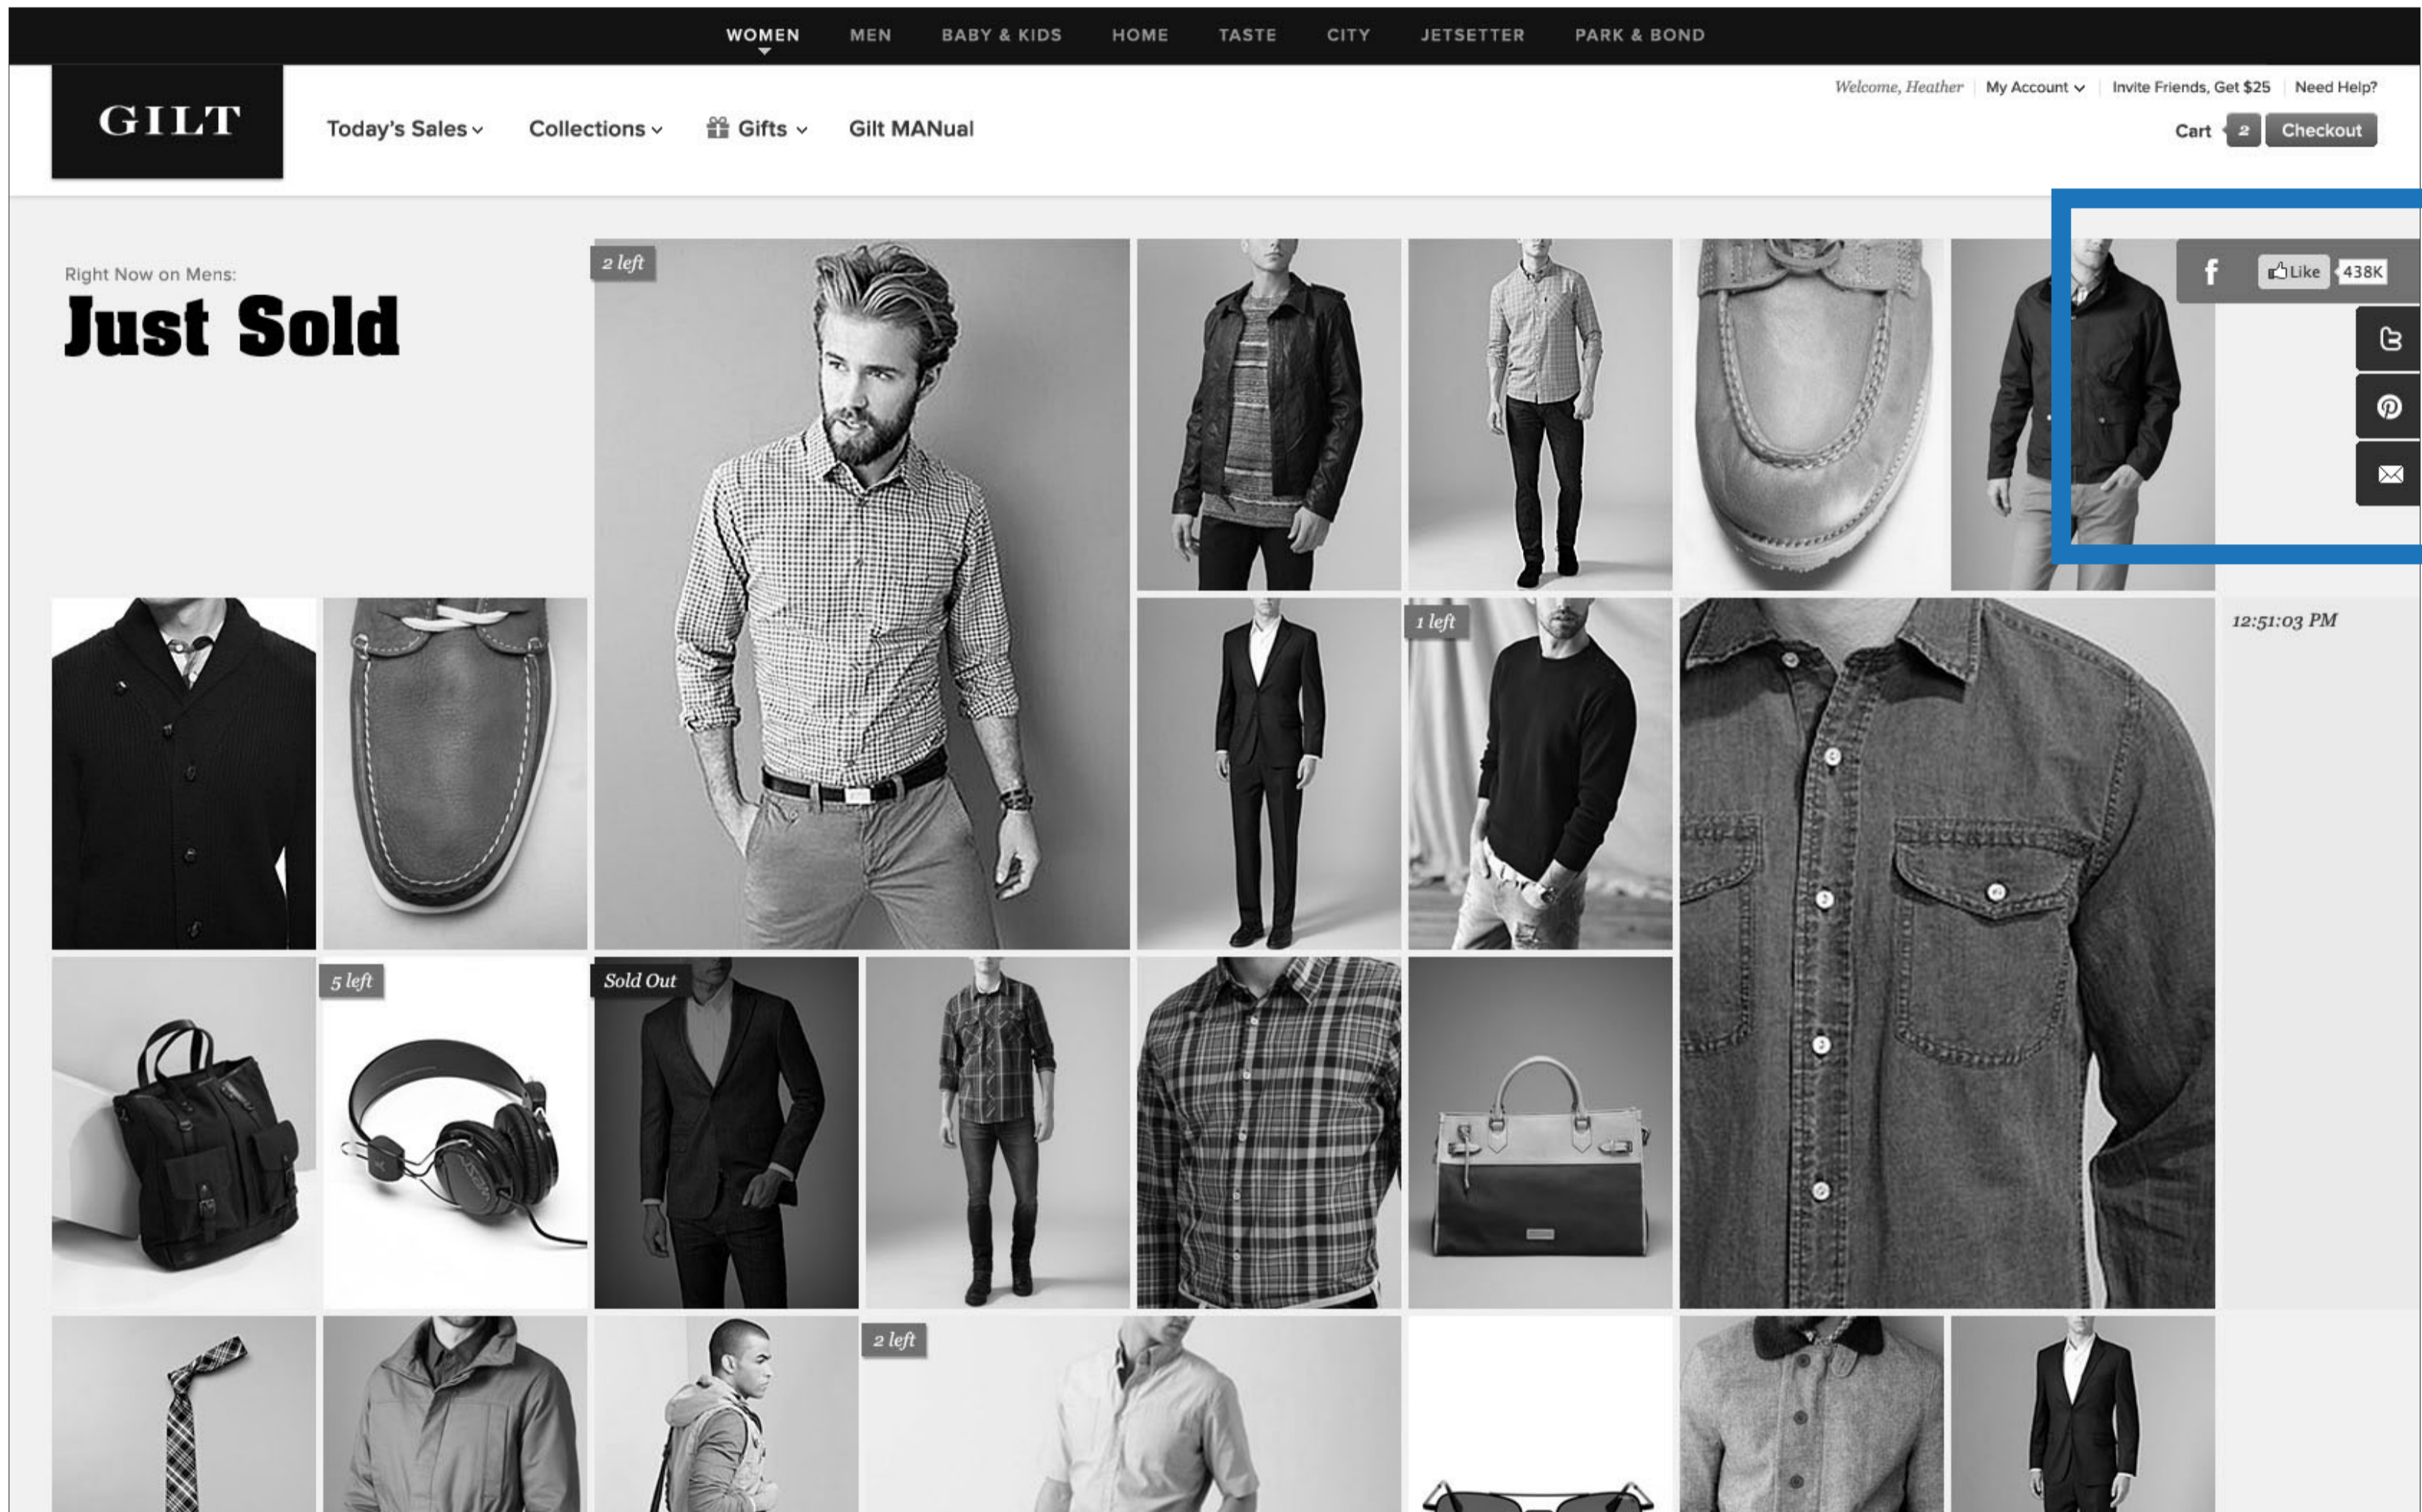 WOMEN MEN BABY & KIDS HOME TASTE CITY JETSETTER PARK & BOND
Welcome, Heather My Account Invite Friends, Get $25 Need Help?
GILT
Today's Sales Collections Gifts Gilt MANual
Cart 2 Checkout
Right Now on Mens:
Just Sold
2 left
f Like 438K
1 left
12:51:03 PM
5 left
Sold Out
2 left